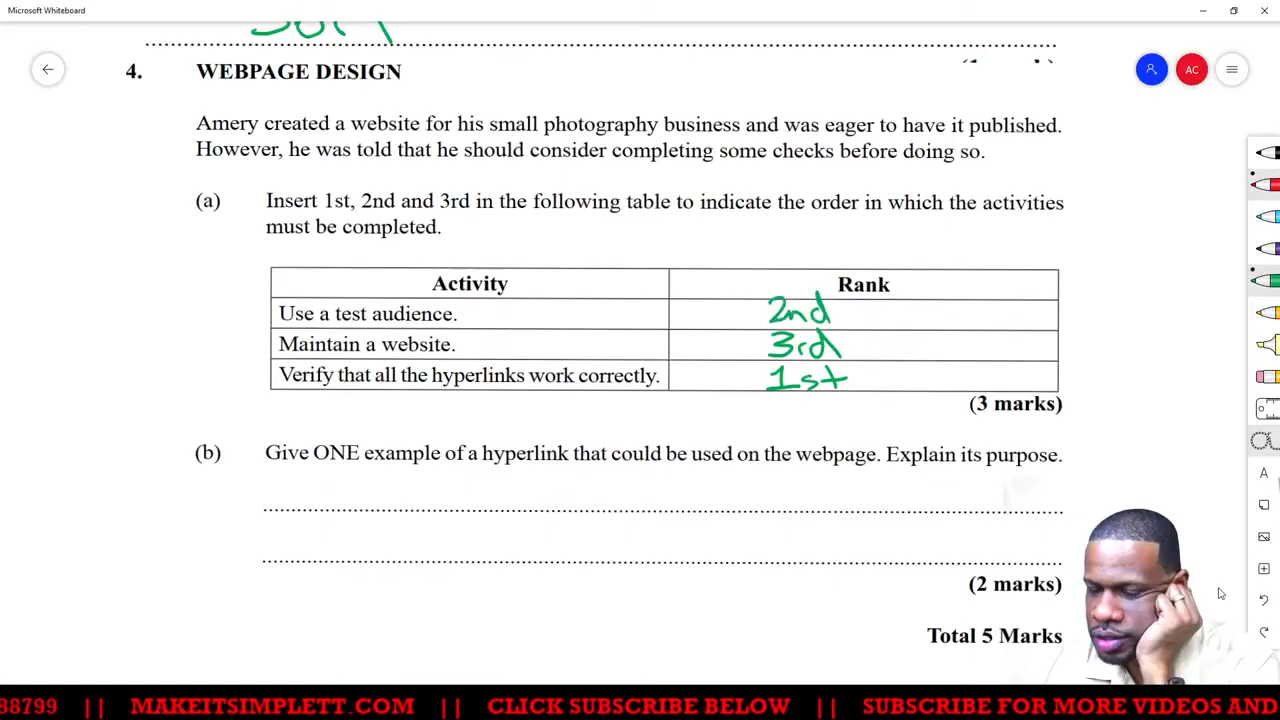 Microsoft Whiteboard
4. WEBPAGE DESIGN
AC
Amery created a website for his small photography business and was eager to have it published.
However, he was told that he should consider completing some checks before doing so.
(a) Insert 1st, 2nd and 3rd in the following table to indicate the order in which the activities
must be completed.
Activity Rank
Use a test audience. 2nd
Maintain a website. 3rd
Verify that all the hyperlinks work correctly. 1st
(3 marks)
(b) Give ONE example of a hyperlink that could be used on the webpage. Explain its purpose.
(2 marks)
Total 5 Marks
88799 || MAKEITSIMPLETT.COM || CLICK SUBSCRIBE BELOW || SUBSCRIBE FOR MORE VIDEOS AND